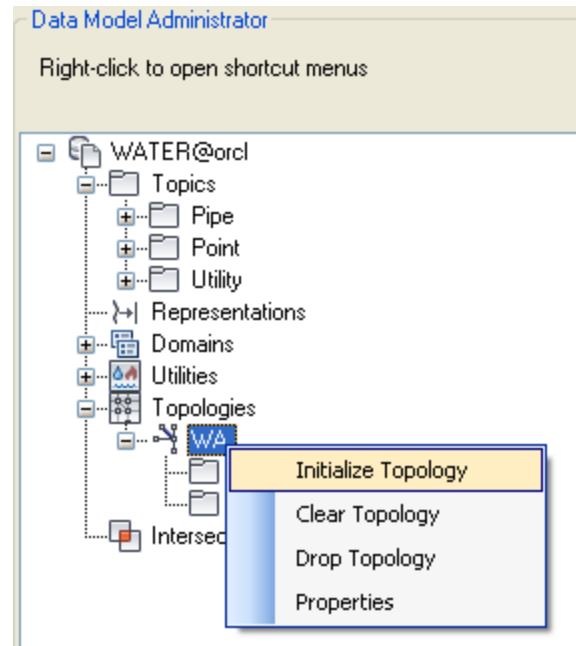 Data Model Administrator
Right-click to open shortcut menus
WATER@orcl
Topics
Pipe
Point
Utility
Representations
Domains
Utilities
Topologies
WA
Initialize Topology
Clear Topology
Drop Topology
Properties